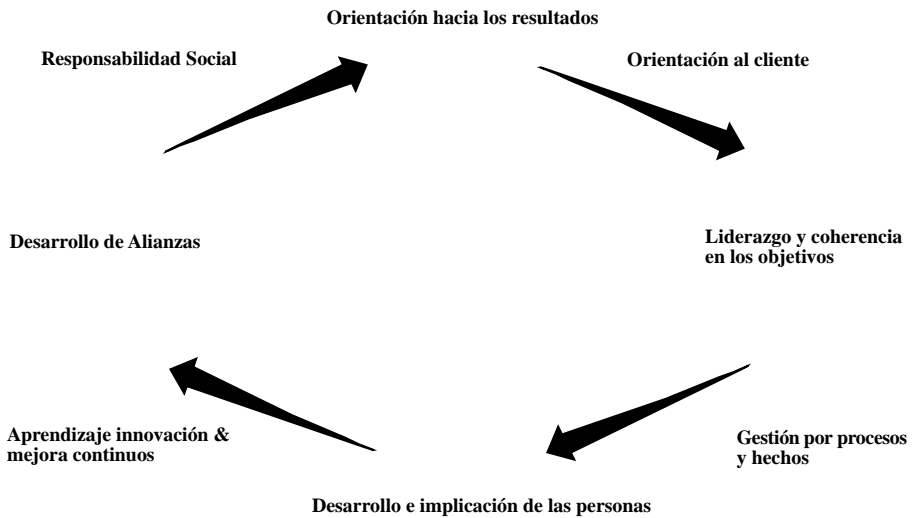 Orientación hacia los resultados
Responsabilidad Social
Orientación al cliente
Desarrollo de Alianzas
Liderazgo y coherencia
en los objetivos
Aprendizaje innovación &
mejora continuos
Gestión por procesos
y hechos
Desarrollo e implicación de las personas